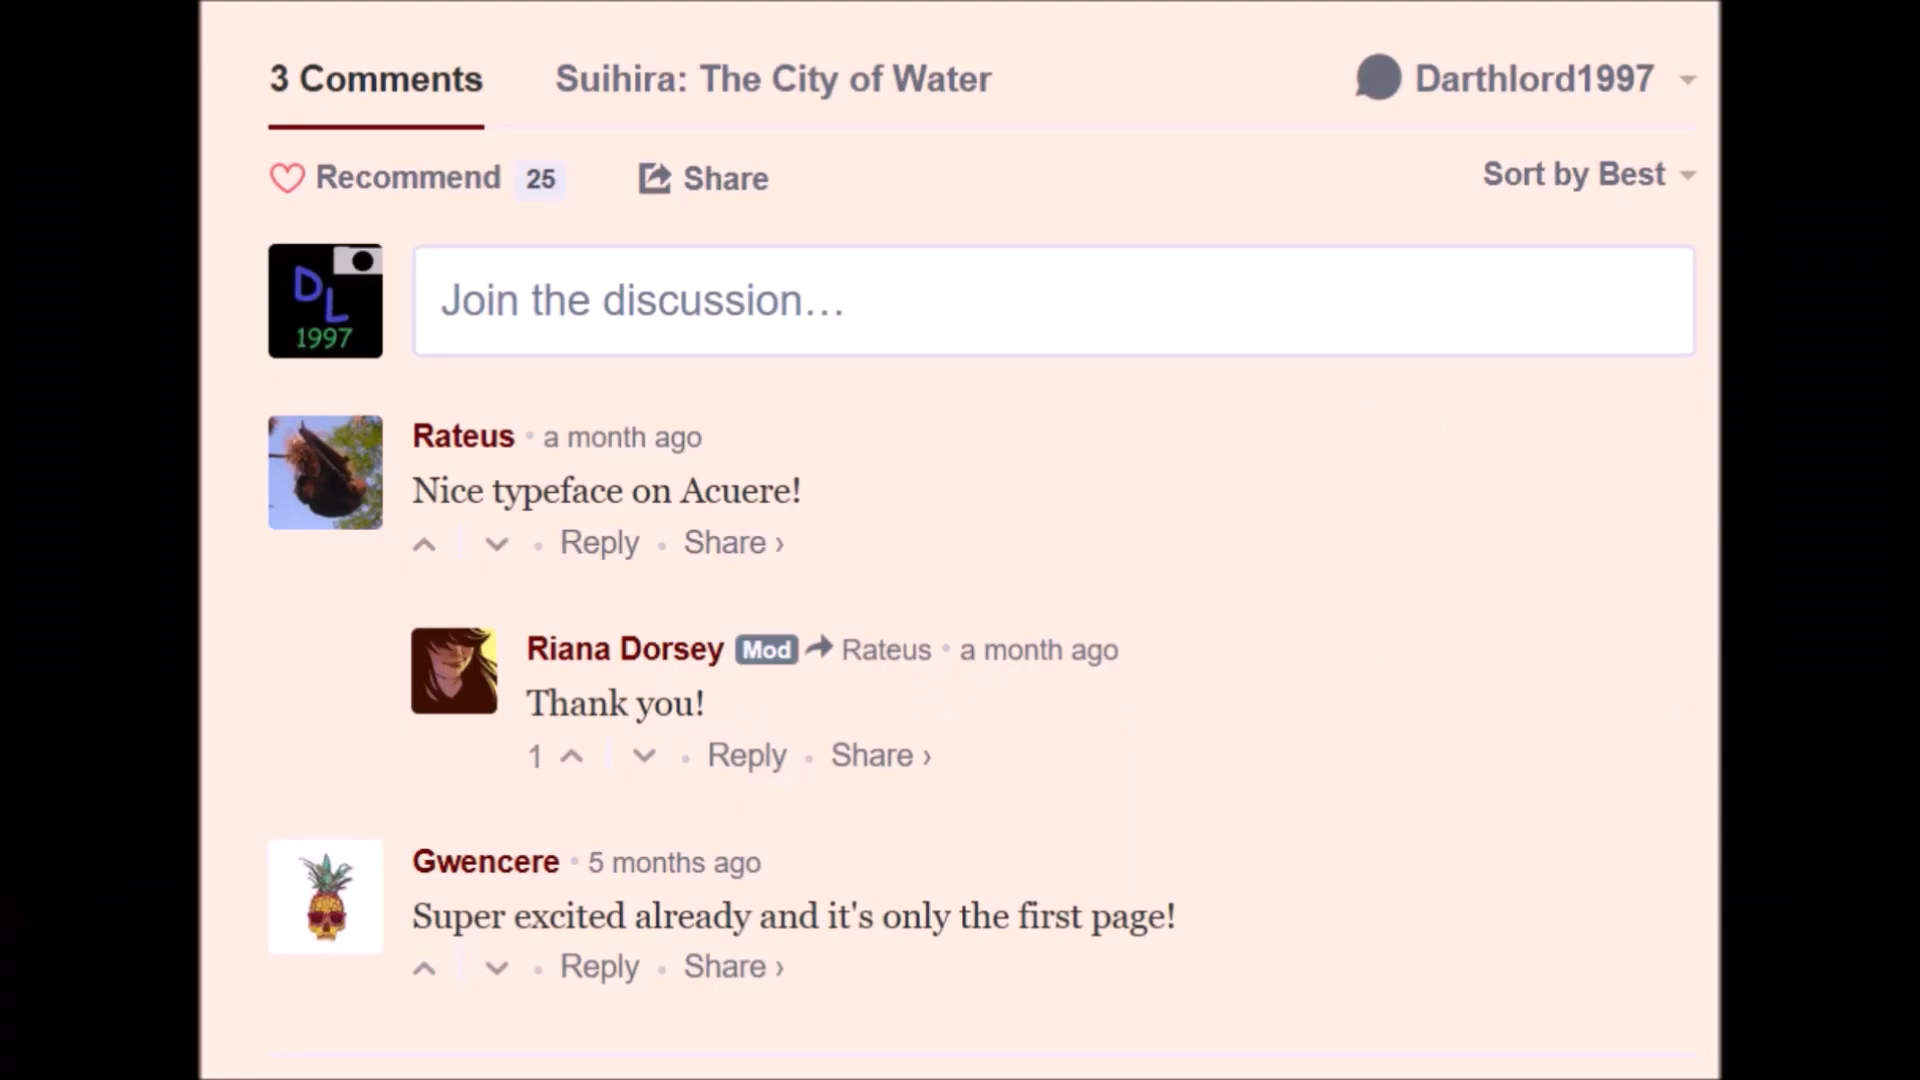 3 Comments Suihira: The City of Water Darthlord1997
Recommend 25 Share Sort by Best
DL
1997
Join the discussion…
Rateus • a month ago
Nice typeface on Acuere!
• Reply • Share ›
Riana Dorsey Mod Rateus • a month ago
Thank you!
1 • Reply • Share ›
Gwencere • 5 months ago
Super excited already and it's only the first page!
• Reply • Share ›